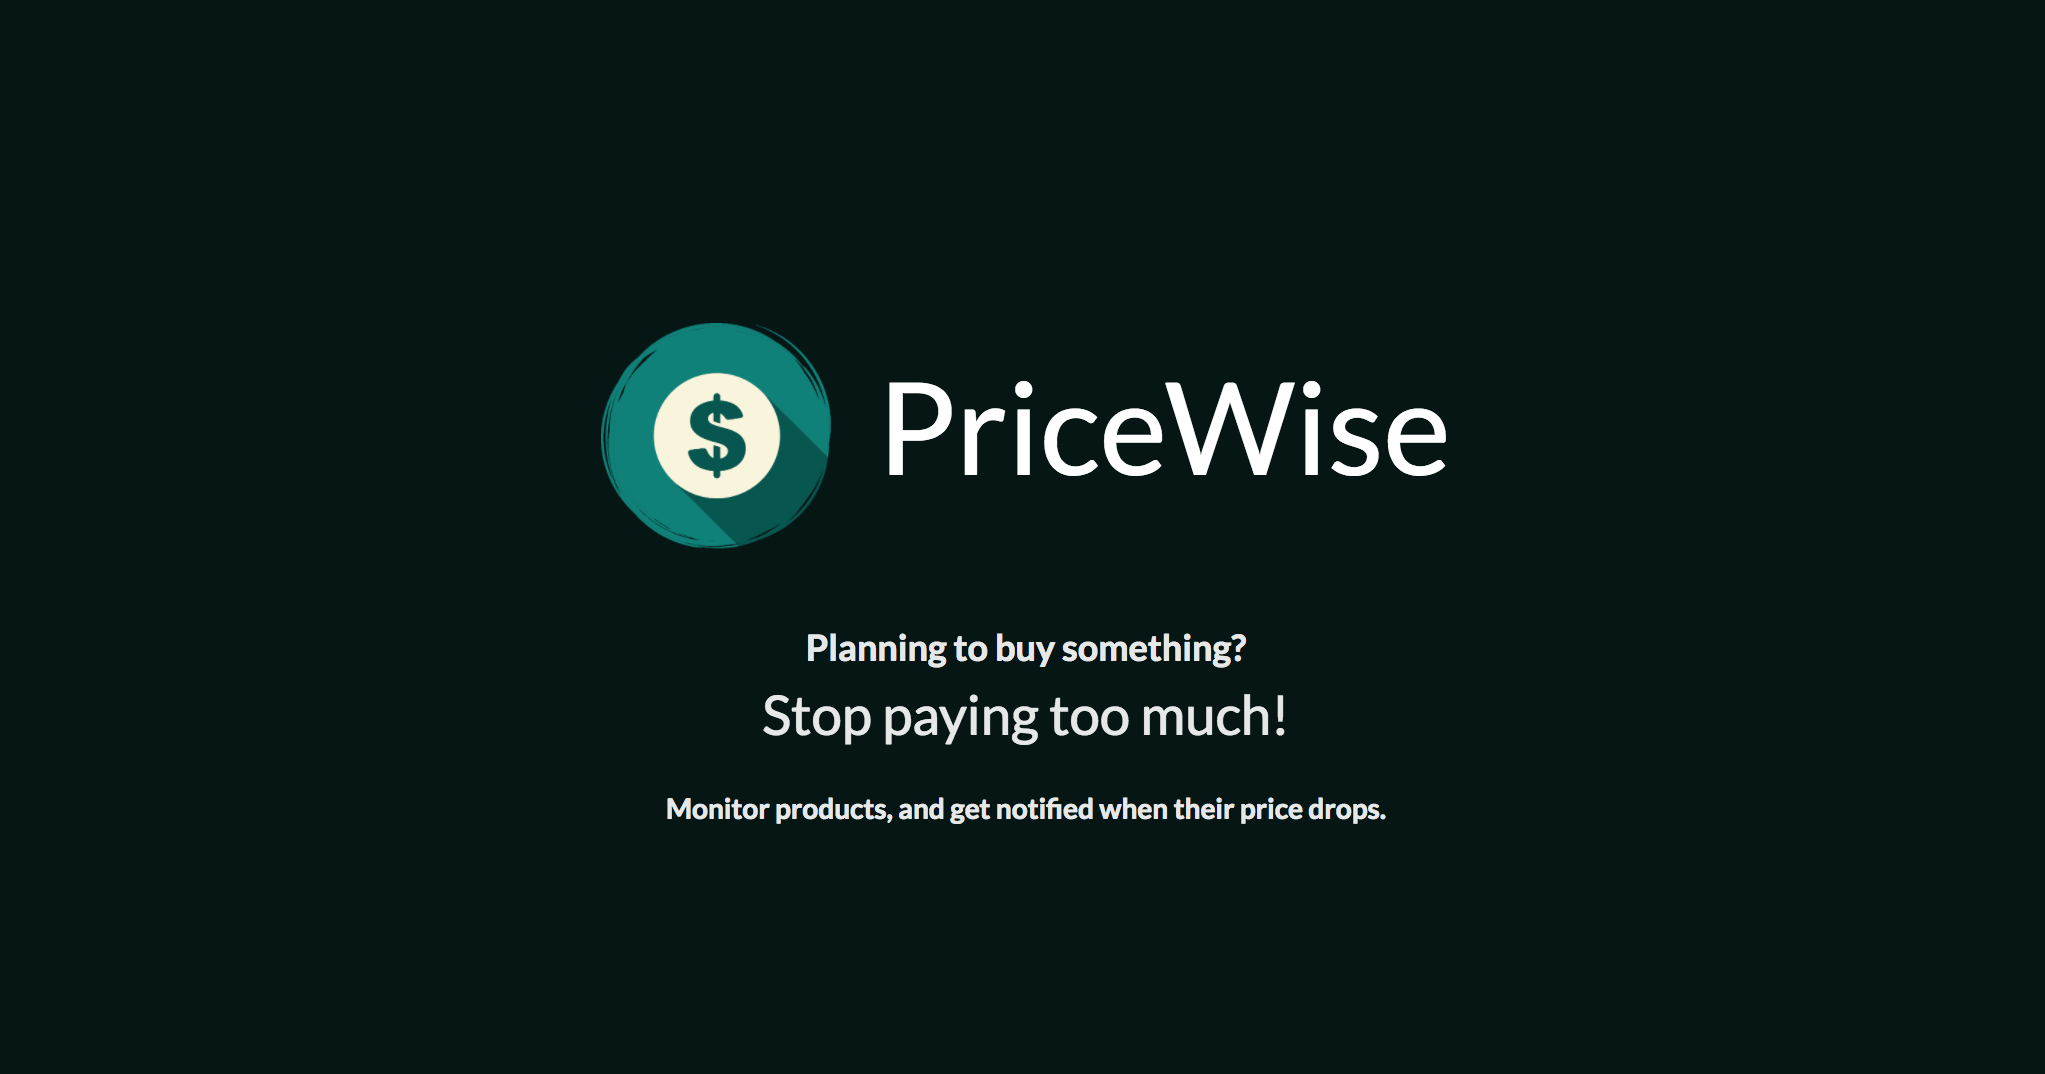 $
PriceWise
Planning to buy something?
Stop paying too much!
Monitor products, and get notified when their price drops.